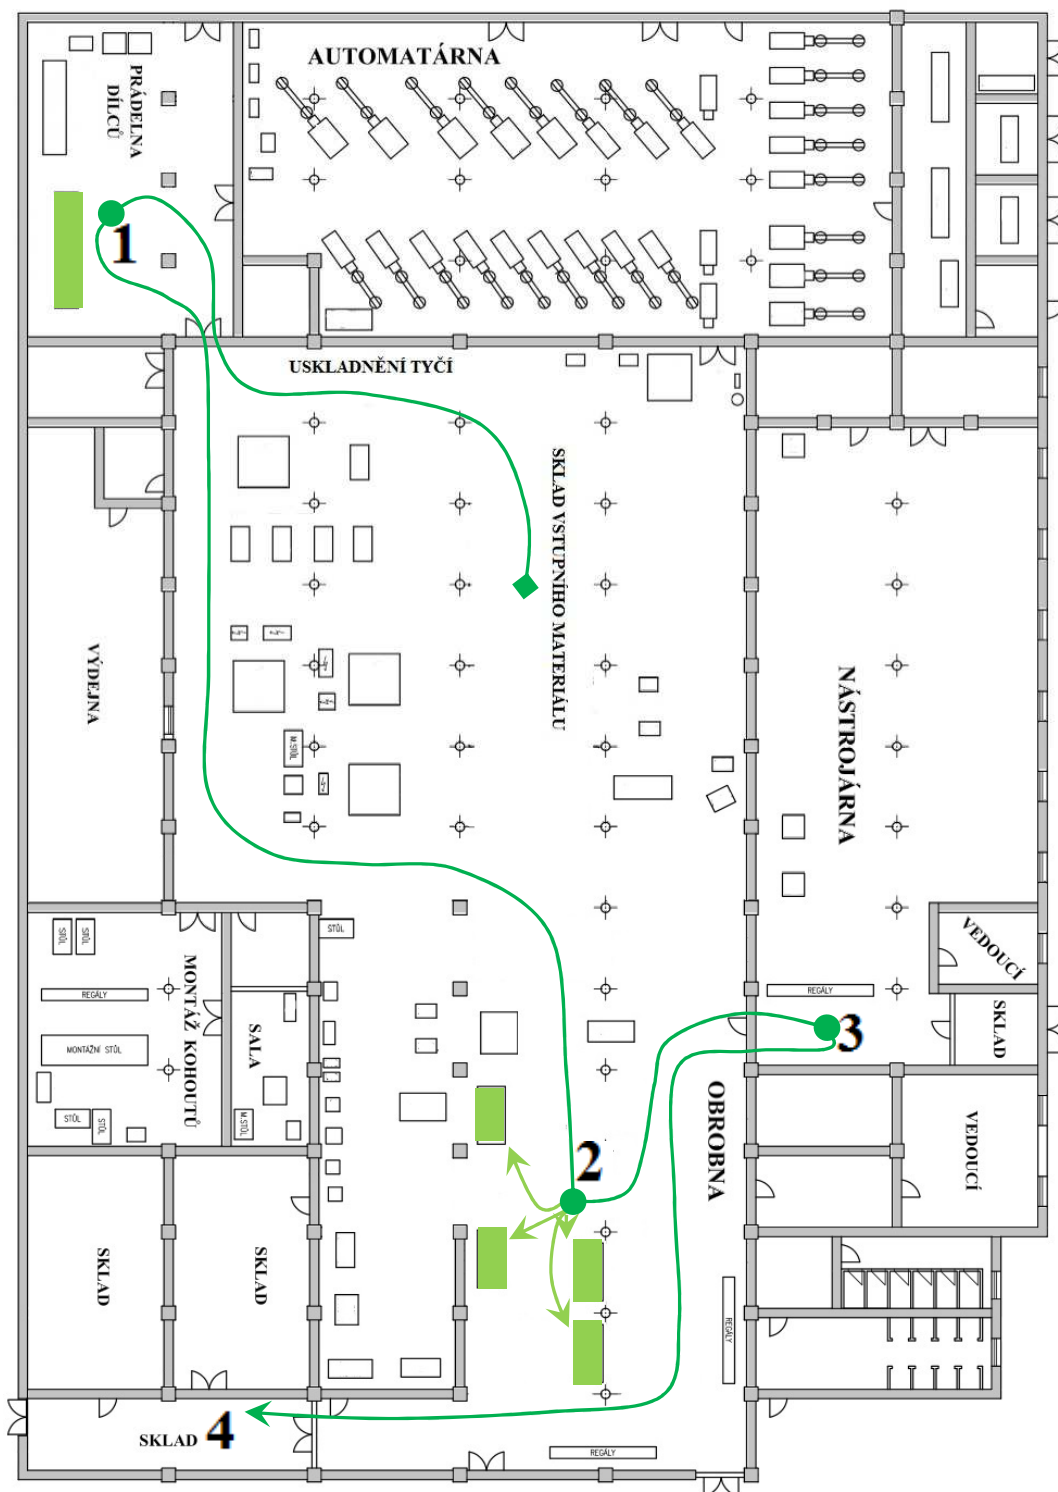 AUTOMATÁRNA
PRÁDELNA
DÍLCŮ
1
USKLADNĚNÍ TYČÍ
SKLAD VSTUPNÍHO MATERIÁLU
VÝDEJNA
NÁSTROJÁRNA
M.STŮL
STŮL
STŮL
STŮL
VEDOUCÍ
REGÁLY
REGÁLY
MONTÁŽ KOHOUTŮ
SALA
SKLAD
3
MONTÁŽNÍ STŮL
OBROBNA
STŮL
STŮL
M.STŮL
VEDOUCÍ
2
SKLAD
SKLAD
REGÁLY
SKLAD 4
REGÁLY